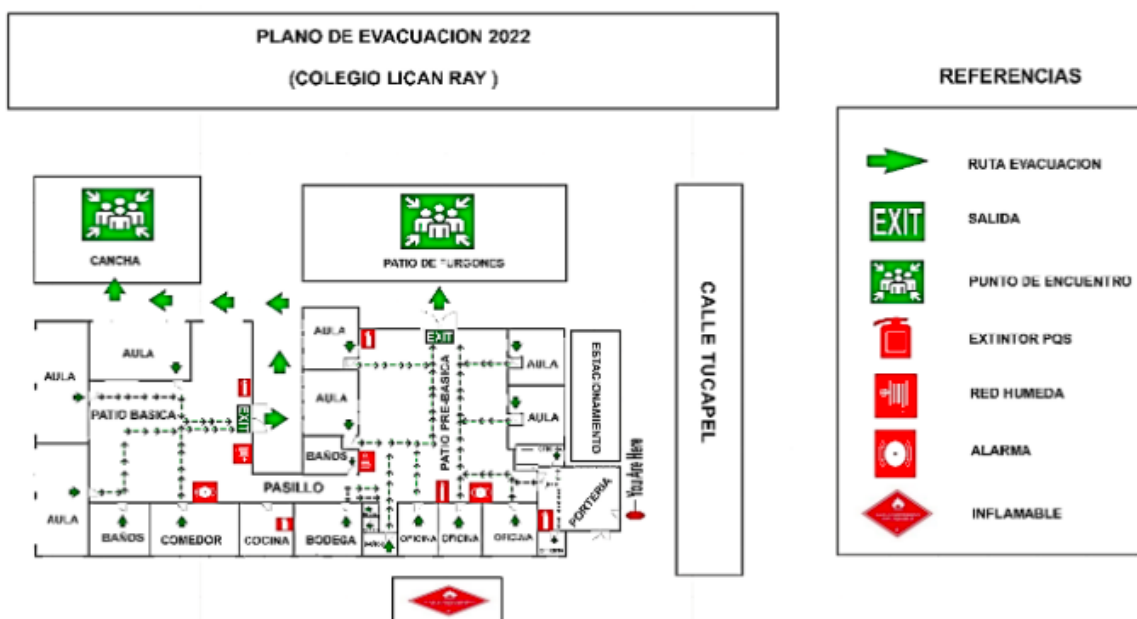 PLANO DE EVACUACION 2022
(COLEGIO LICAN RAY )
REFERENCIAS
RUTA EVACUACION
EXIT
SALIDA
PUNTO DE ENCUENTRO
EXTINTOR PQS
RED HUMEDA
ALARMA
INFLAMABLE
CANCHA
PATIO DE FURGONES
CALLE TUCAPEL
ESTACIONAMIENTO
AULA
AULA
AULA
AULA
AULA
AULA
AULA
EXIT
EXIT
PATIO BASICA
PATIO PRE-BASICA
BAÑOS
PASILLO
You Are Here
PORTERIA
BAÑOS
COMEDOR
COCINA
BODEGA
OFICINA
OFICINA
OFICINA